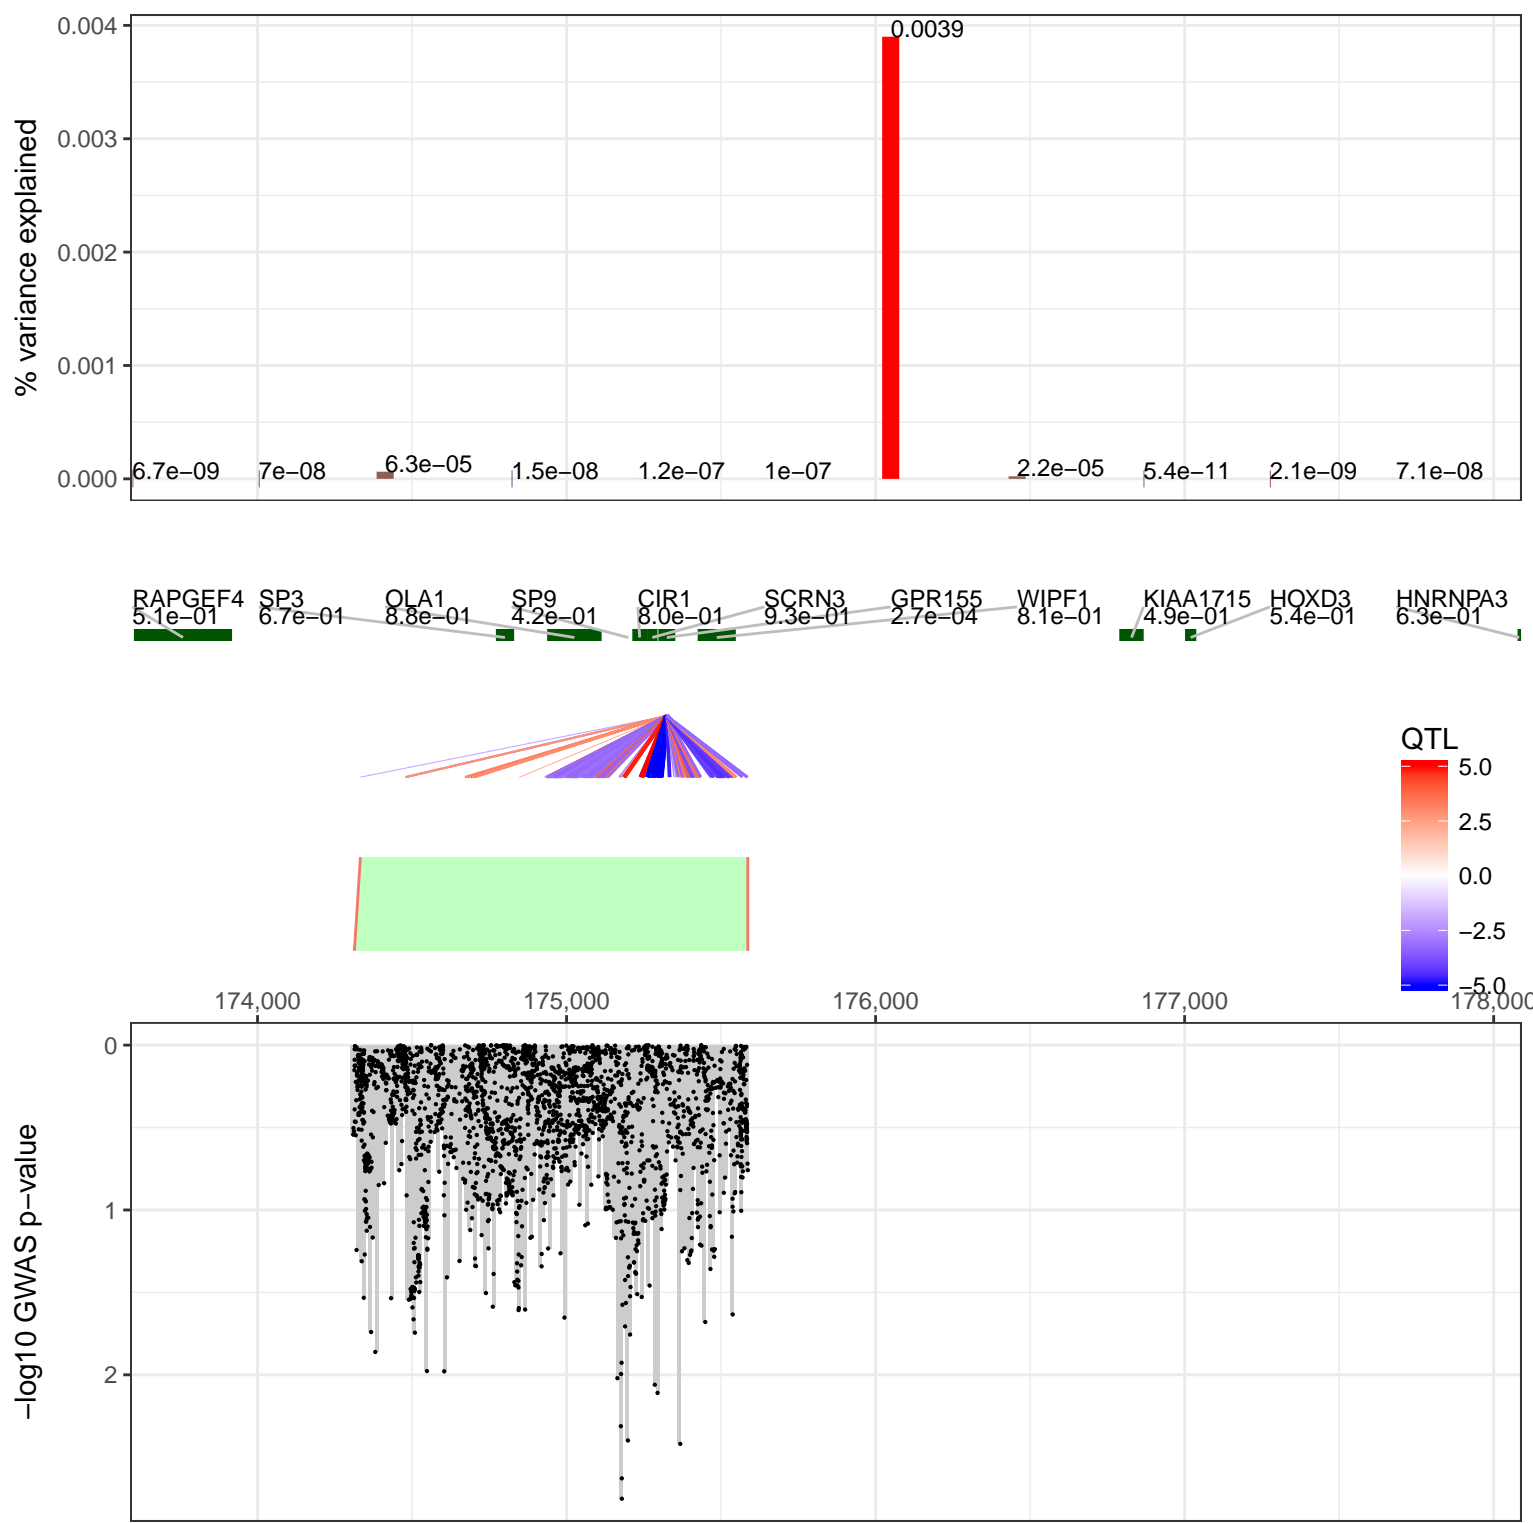 % variance explained
0.004
0.003
0.002
0.001
0.000
0.0039
6.7e−09 7e−08 6.3e−05 1.5e−08 1.2e−07 1e−07 2.2e−05 5.4e−11 2.1e−09 7.1e−08
RAPGEF4 SP3 OLA1 SP9 CIR1 SCRN3 GPR155 WIPF1 KIAA1715 HOXD3 HNRNPA3
5.1e−01 6.7e−01 8.8e−01 4.2e−01 8.0e−01 9.3e−01 2.7e−04 8.1e−01 4.9e−01 5.4e−01 6.3e−01
QTL
5.0
2.5
0.0
−2.5
−5.0
174,000 175,000 176,000 177,000 178,000
−log10 GWAS p−value
0
1
2